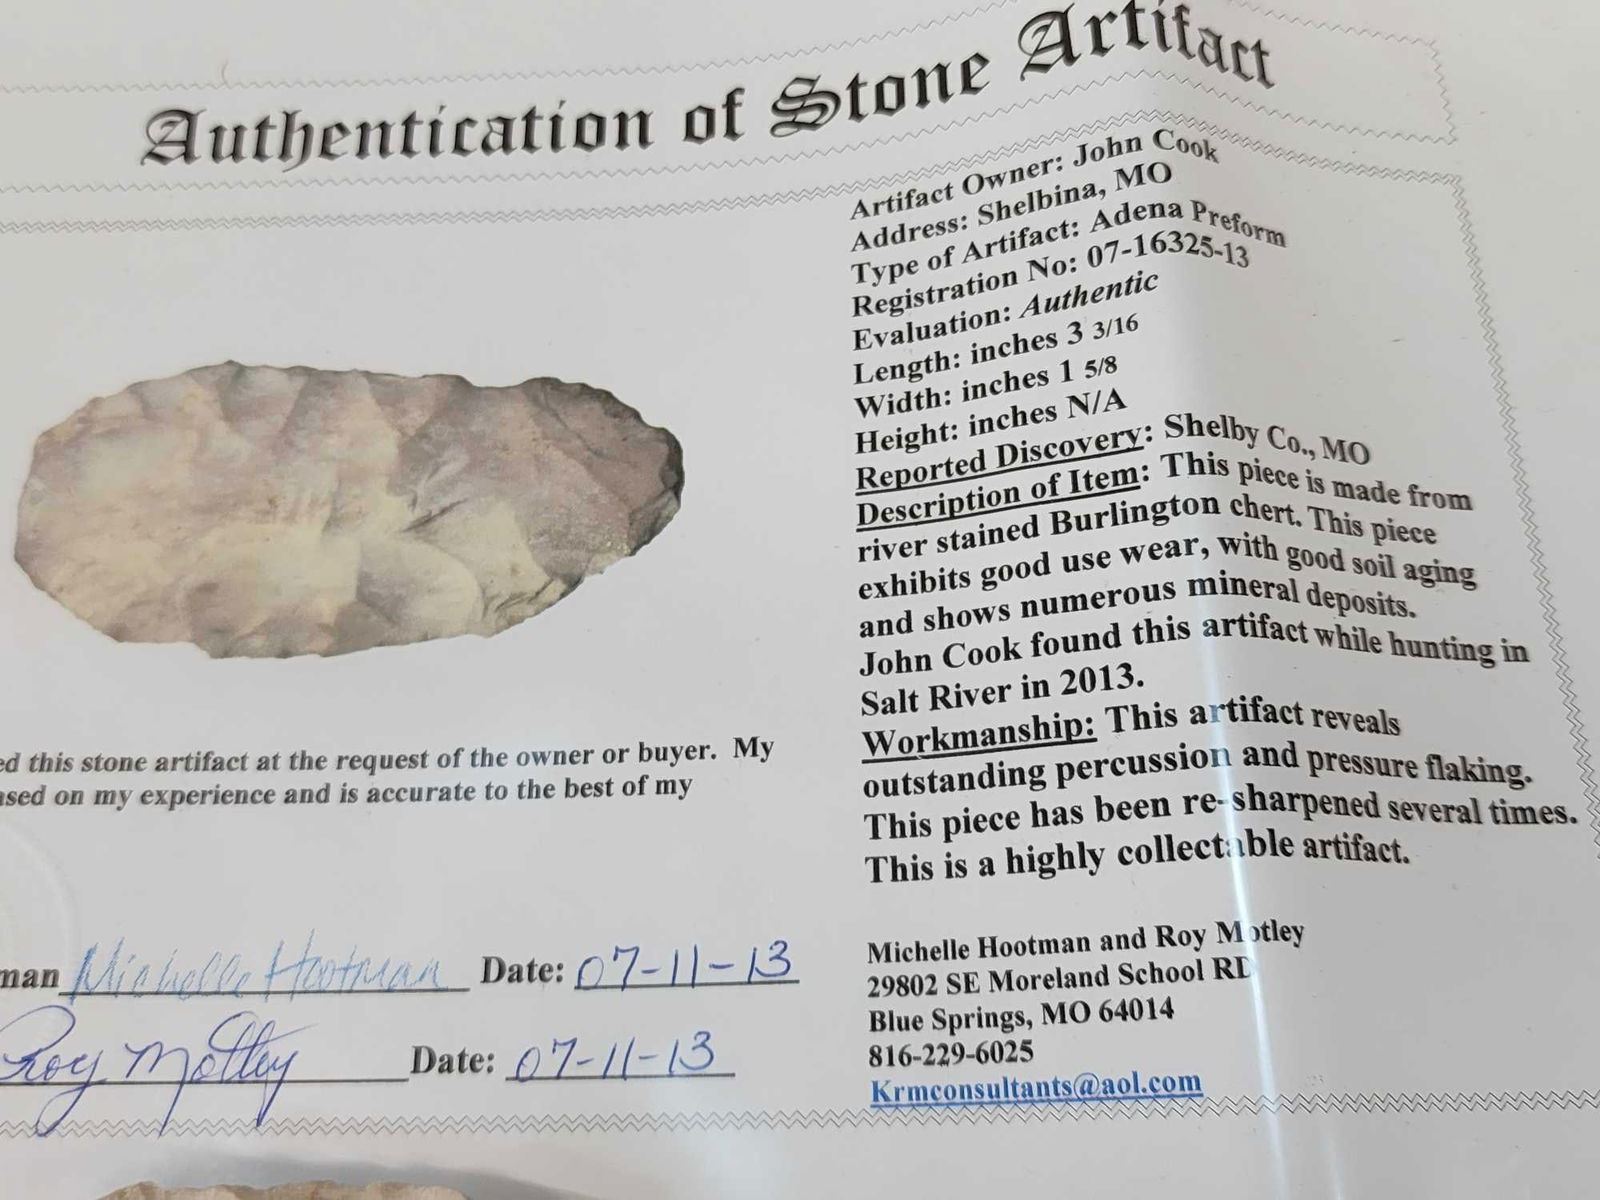 Authentication of Stone Artifact
Artifact Owner: John Cook
Address: Shelbina, MO
Type of Artifact: Adena Preform
Registration No: 07-16325-13
Evaluation: Authentic
Length: inches 3 3/16
Width: inches 1 5/8
Height: inches N/A
Reported Discovery: Shelby Co., MO
Description of Item: This piece is made from
river stained Burlington chert. This piece
exhibits good use wear, with good soil aging
and shows numerous mineral deposits.
John Cook found this artifact while hunting in
Salt River in 2013.
Workmanship: This artifact reveals
outstanding percussion and pressure flaking.
This piece has been re-sharpened several times.
This is a highly collectable artifact.
ed this stone artifact at the request of the owner or buyer. My
ased on my experience and is accurate to the best of my
man Michelle Hootman Date: 07-11-13
Roy Motley Date: 07-11-13
Michelle Hootman and Roy Motley
29802 SE Moreland School RD
Blue Springs, MO 64014
816-229-6025
Krmconsultants@aol.com